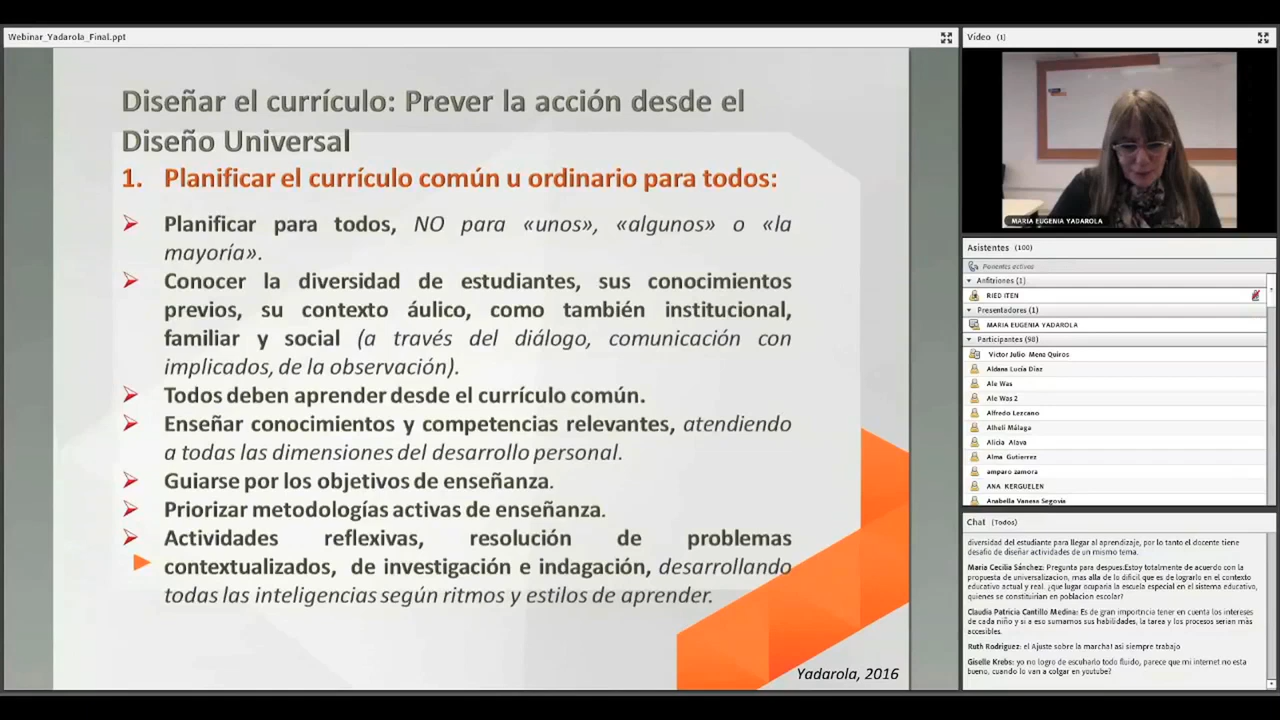 Webinar_Yadarola_Final.ppt
Diseñar el currículo: Prever la acción desde el
Diseño Universal
1. Planificar el currículo común u ordinario para todos:
Planificar para todos, NO para «unos», «algunos» o «la
mayoría».
Conocer la diversidad de estudiantes, sus conocimientos
previos, su contexto áulico, como también institucional,
familiar y social (a través del diálogo, comunicación con
implicados, de la observación).
Todos deben aprender desde el currículo común.
Enseñar conocimientos y competencias relevantes, atendiendo
a todas las dimensiones del desarrollo personal.
Guiarse por los objetivos de enseñanza.
Priorizar metodologías activas de enseñanza.
Actividades reflexivas, resolución de problemas
contextualizados, de investigación e indagación, desarrollando
todas las inteligencias según ritmos y estilos de aprender.
Yadarola, 2016
Vídeo (1)
MARIA EUGENIA YADAROLA
Asistentes (100)
Ponentes activos
Anfitriones (1)
RIED ITEN
Presentadores (1)
MARIA EUGENIA YADAROLA
Participantes (98)
Victor Julio Mena Quiros
Aldana Lucía Díaz
Ale Was
Ale Was 2
Alfredo Lezcano
Alheli Málaga
Alicia Alava
Alma Gutierrez
amparo zamora
ANA KERGUELEN
Anabella Vanesa Segovia
Chat (Todos)
diversidad del estudiante para llegar al aprendizaje, por lo tanto el docente tiene
desafio de diseñar actividades de un mismo tema.
Maria Cecilia Sánchez: Pregunta para despues:Estoy totalmente de acuerdo con la
propuesta de universalizacion, mas alla de lo dificil que es de lograrlo en el contexto
educativo actual y real. ¿que lugar ocuparia la escuela especial en el sistema educativo,
quienes se constituirian en poblacion escolar?
Claudia Patricia Cantillo Medina: Es de gran importncia tener en cuenta los intereses
de cada niño y si a eso sumamos sus habilidades, la tarea y los procesos serian más
accesibles.
Ruth Rodriguez: el Ajuste sobre la marcha! asi siempre trabajo
Giselle Krebs: yo no logro de escuharlo todo fluido, parece que mi internet no esta
bueno, cuando lo van a colgar en youtube?